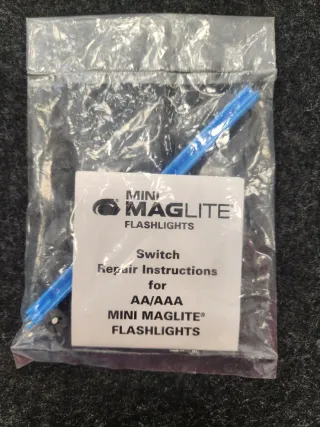 MINI
MAGLITE
FLASHLIGHTS
Switch
Repair Instructions
for
AA/AAA
MINI MAGLITE®
FLASHLIGHTS